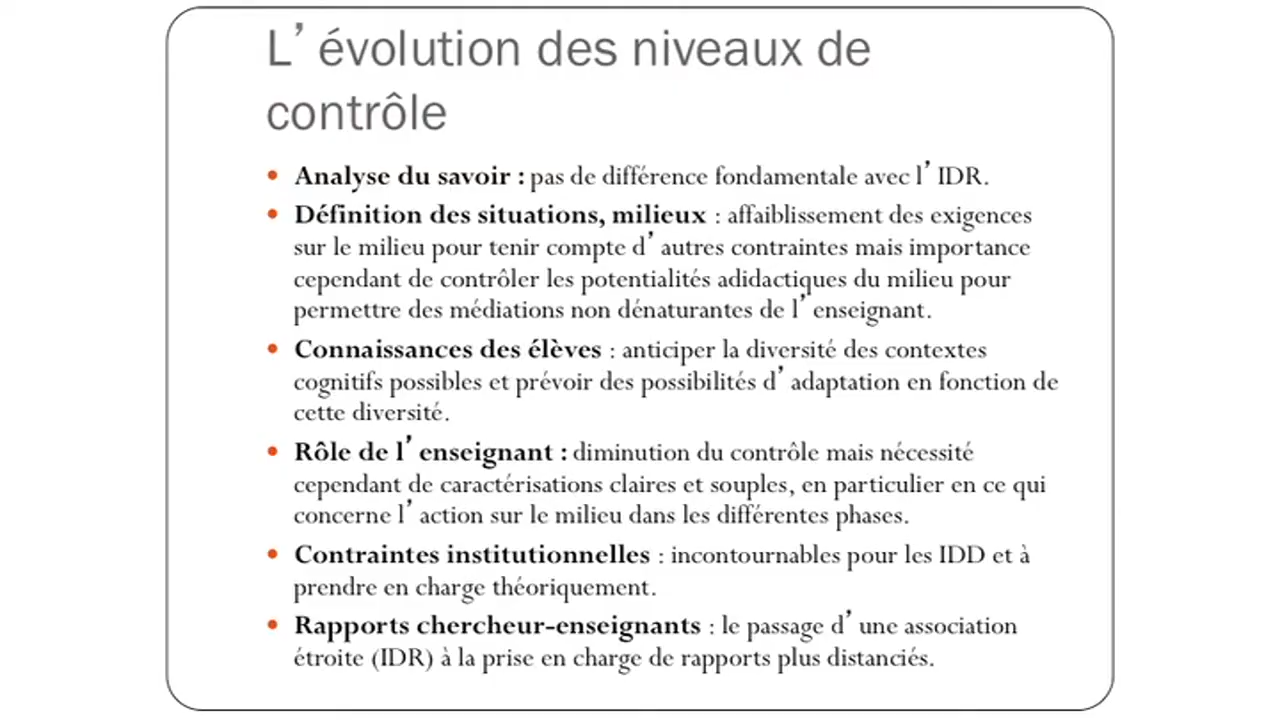 L’évolution des niveaux de
contrôle
• Analyse du savoir : pas de différence fondamentale avec l’IDR.
• Définition des situations, milieux : affaiblissement des exigences
sur le milieu pour tenir compte d’autres contraintes mais importance
cependant de contrôler les potentialités adidactiques du milieu pour
permettre des médiations non dénaturantes de l’enseignant.
• Connaissances des élèves : anticiper la diversité des contextes
cognitifs possibles et prévoir des possibilités d’adaptation en fonction de
cette diversité.
• Rôle de l’enseignant : diminution du contrôle mais nécessité
cependant de caractérisations claires et souples, en particulier en ce qui
concerne l’action sur le milieu dans les différentes phases.
• Contraintes institutionnelles : incontournables pour les IDD et à
prendre en charge théoriquement.
• Rapports chercheur-enseignants : le passage d’une association
étroite (IDR) à la prise en charge de rapports plus distanciés.